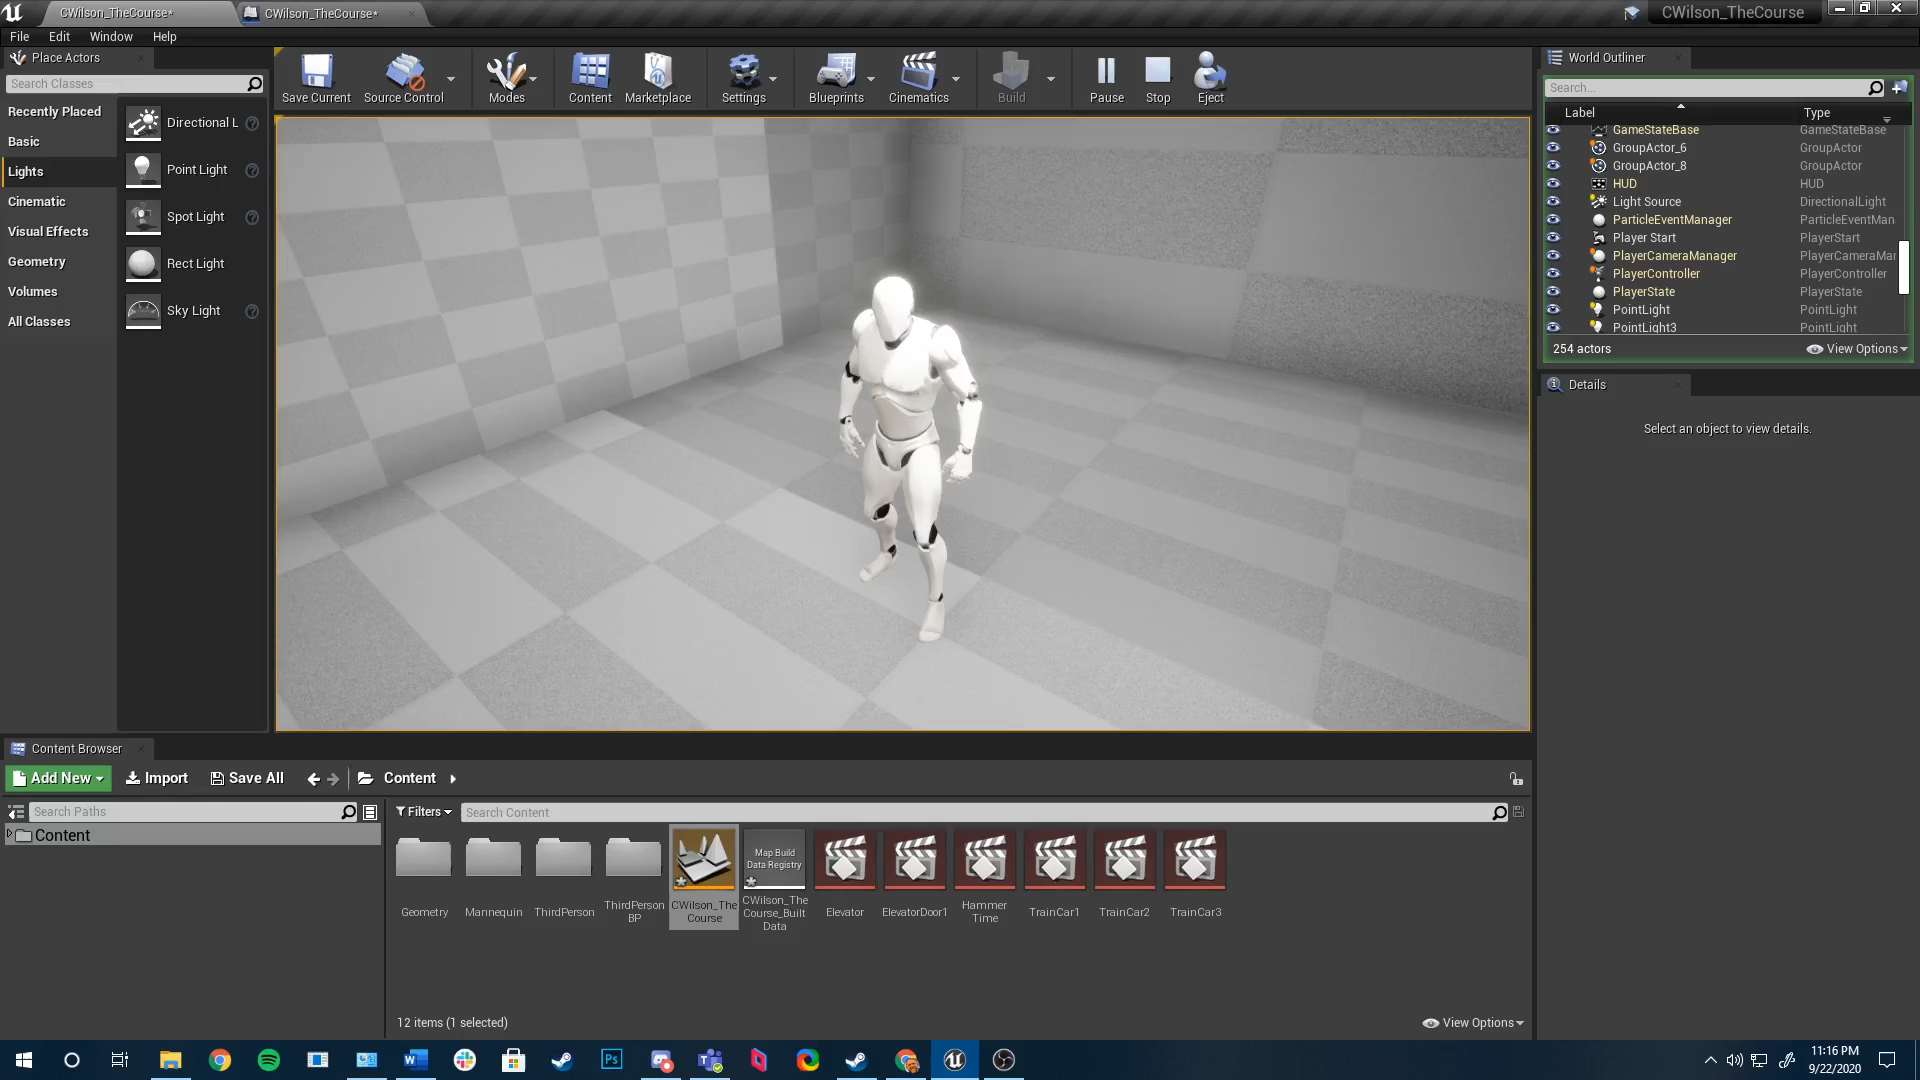 CWilson_TheCourse*
CWilson_TheCourse*
CWilson_TheCourse
File Edit Window Help
Place Actors
Search Classes
Recently Placed
Basic
Lights
Cinematic
Visual Effects
Geometry
Volumes
All Classes
Directional L
Point Light
Spot Light
Rect Light
Sky Light
Save Current
Source Control
Modes
Content
Marketplace
Settings
Blueprints
Cinematics
Build
Pause
Stop
Eject
World Outliner
Search...
Label Type
GameStateBase GameStateBase
GroupActor_6 GroupActor
GroupActor_8 GroupActor
HUD HUD
Light Source DirectionalLight
ParticleEventManager ParticleEventMan
Player Start PlayerStart
PlayerCameraManager PlayerCameraMar
PlayerController PlayerController
PlayerState PlayerState
PointLight PointLight
PointLight3 PointLight
254 actors
View Options
Details
Select an object to view details.
Content Browser
Add New
Import
Save All
Content
Search Paths
Content
Filters
Search Content
Geometry
Mannequin
ThirdPerson
ThirdPerson
BP
CWilson_The
Course
Map Build
Data Registry
CWilson_The
Course_Built
Data
Elevator
ElevatorDoor1
Hammer
Time
TrainCar1
TrainCar2
TrainCar3
12 items (1 selected)
View Options
Ps
11:16 PM
9/22/2020